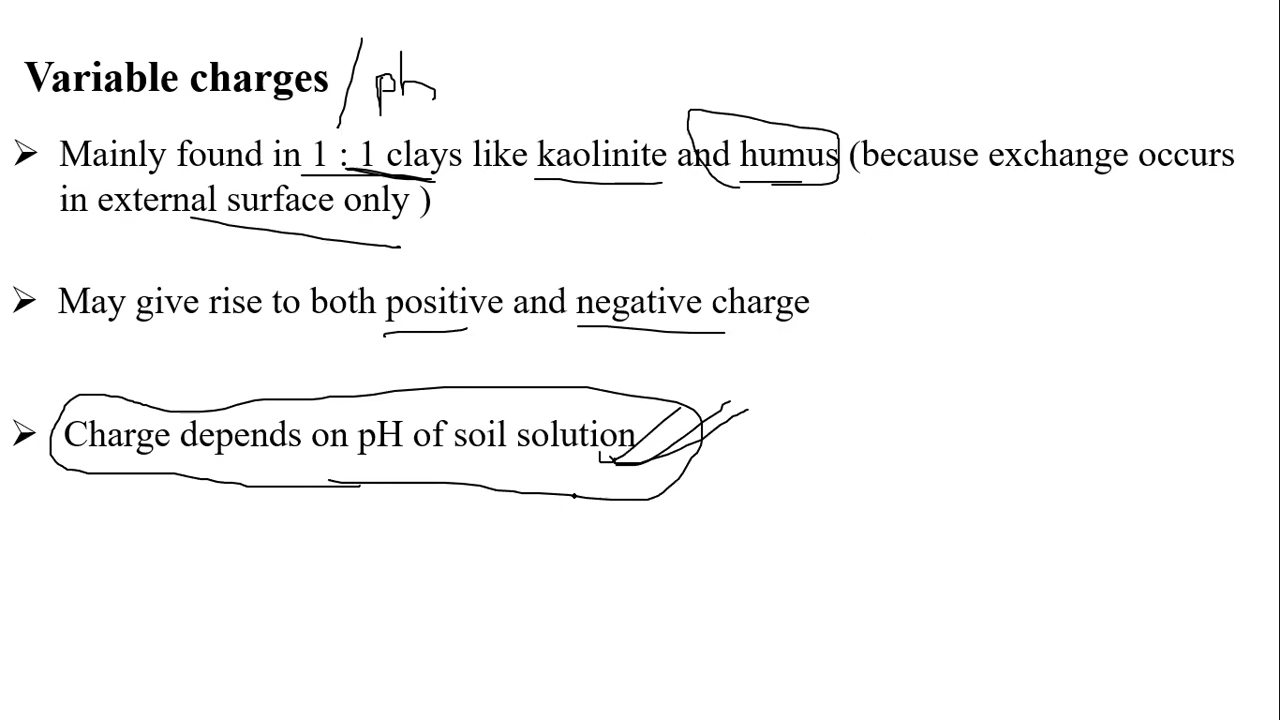 Variable charges / ph
➢ Mainly found in 1 : 1 clays like kaolinite and humus (because exchange occurs
in external surface only )
➢ May give rise to both positive and negative charge
➢ Charge depends on pH of soil solution